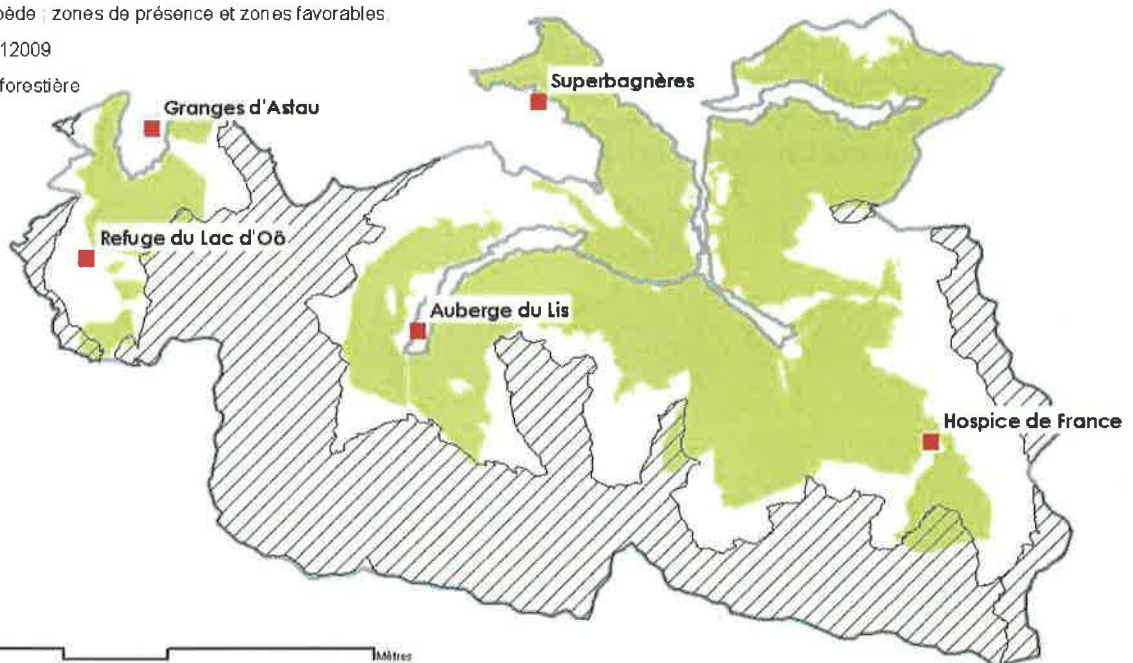 zones de présence et zones favorables
12009
forestière
Superbagnères
Granges d'Astau
Refuge du Lac d'Oô
Auberge du Lis
Hospice de France
Mètres